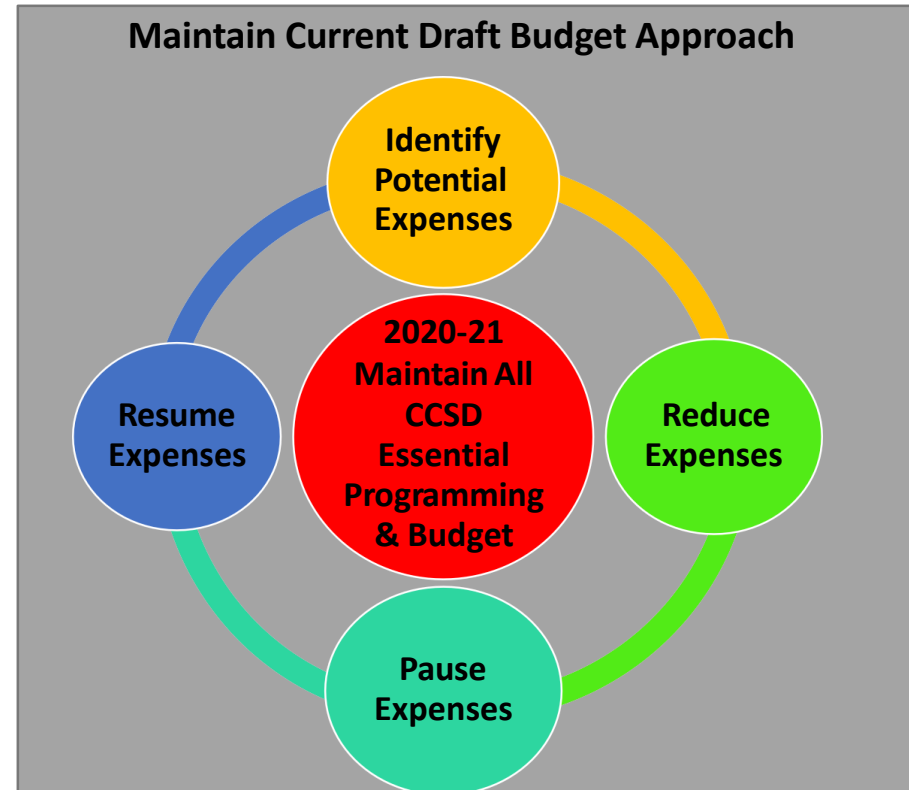 Maintain Current Draft Budget Approach
Identify
Potential
Expenses
2020-21
Maintain All
CCSD
Essential
Programming
& Budget
Resume
Expenses
Reduce
Expenses
Pause
Expenses